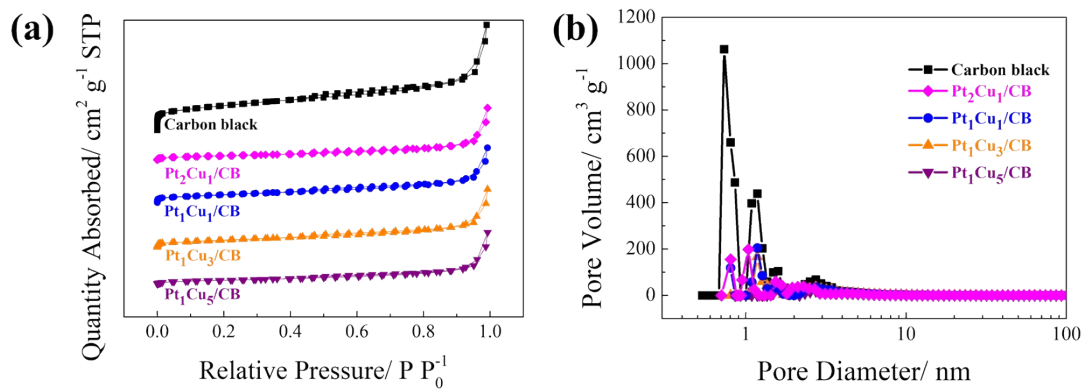 (a)
Quantity Absorbed/ cm² g⁻¹ STP
Carbon black
Pt₂Cu₁/CB
Pt₁Cu₁/CB
Pt₁Cu₃/CB
Pt₁Cu₅/CB
0.0 0.2 0.4 0.6 0.8 1.0
Relative Pressure/ P P₀⁻¹
(b)
Pore Volume/ cm³ g⁻¹
1200
1000
800
600
400
200
0
Carbon black
Pt₂Cu₁/CB
Pt₁Cu₁/CB
Pt₁Cu₃/CB
Pt₁Cu₅/CB
1 10 100
Pore Diameter/ nm